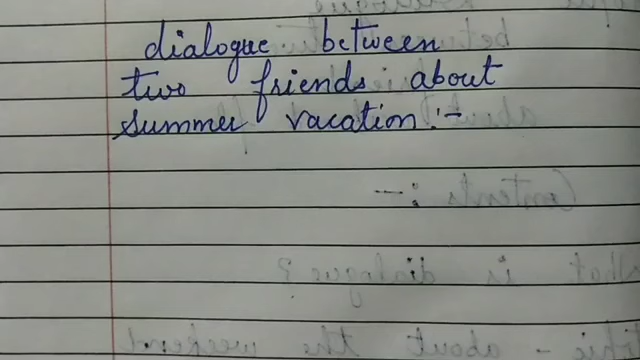 dialogue between
two friends about
summer vacation :-